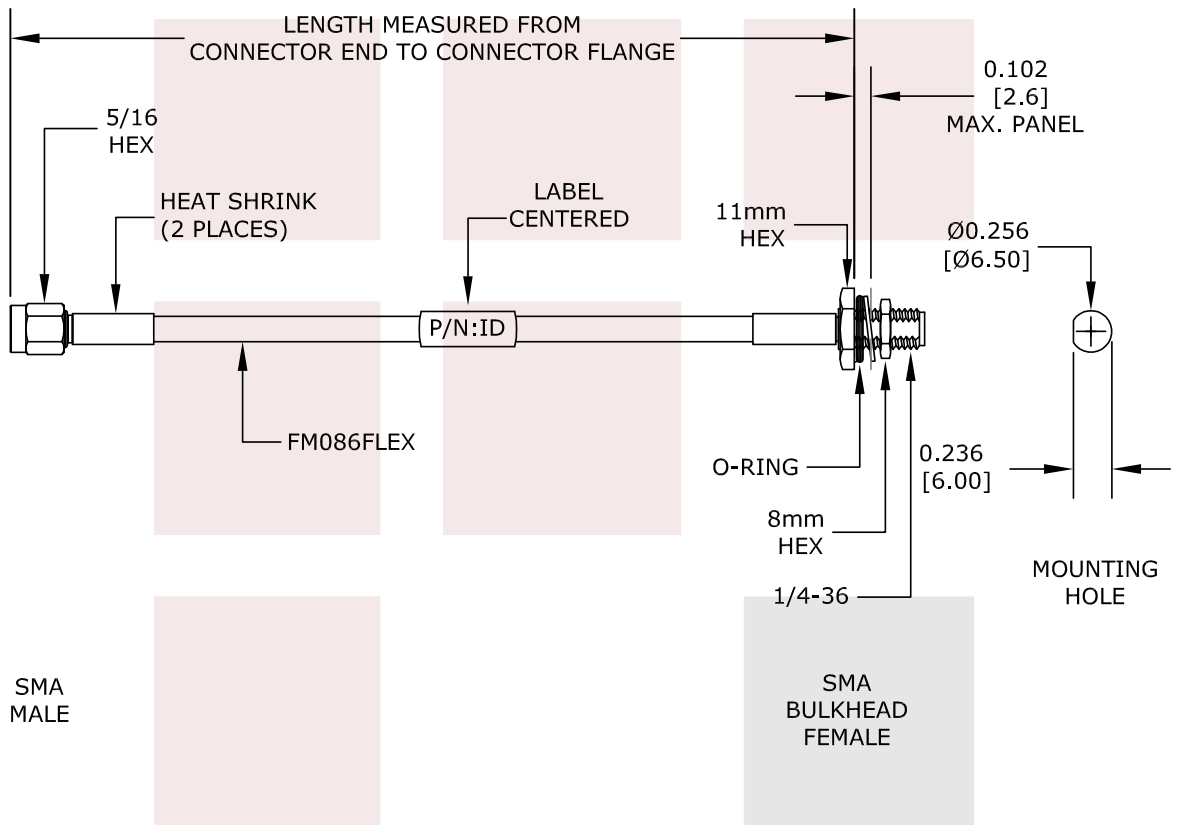 LENGTH MEASURED FROM
CONNECTOR END TO CONNECTOR FLANGE
0.102
[2.6]
MAX. PANEL
5/16
HEX
HEAT SHRINK
(2 PLACES)
LABEL
CENTERED
11mm
HEX
Ø0.256
[Ø6.50]
P/N:ID
FM086FLEX
O-RING
0.236
[6.00]
8mm
HEX
1/4-36
MOUNTING
HOLE
SMA
MALE
SMA
BULKHEAD
FEMALE